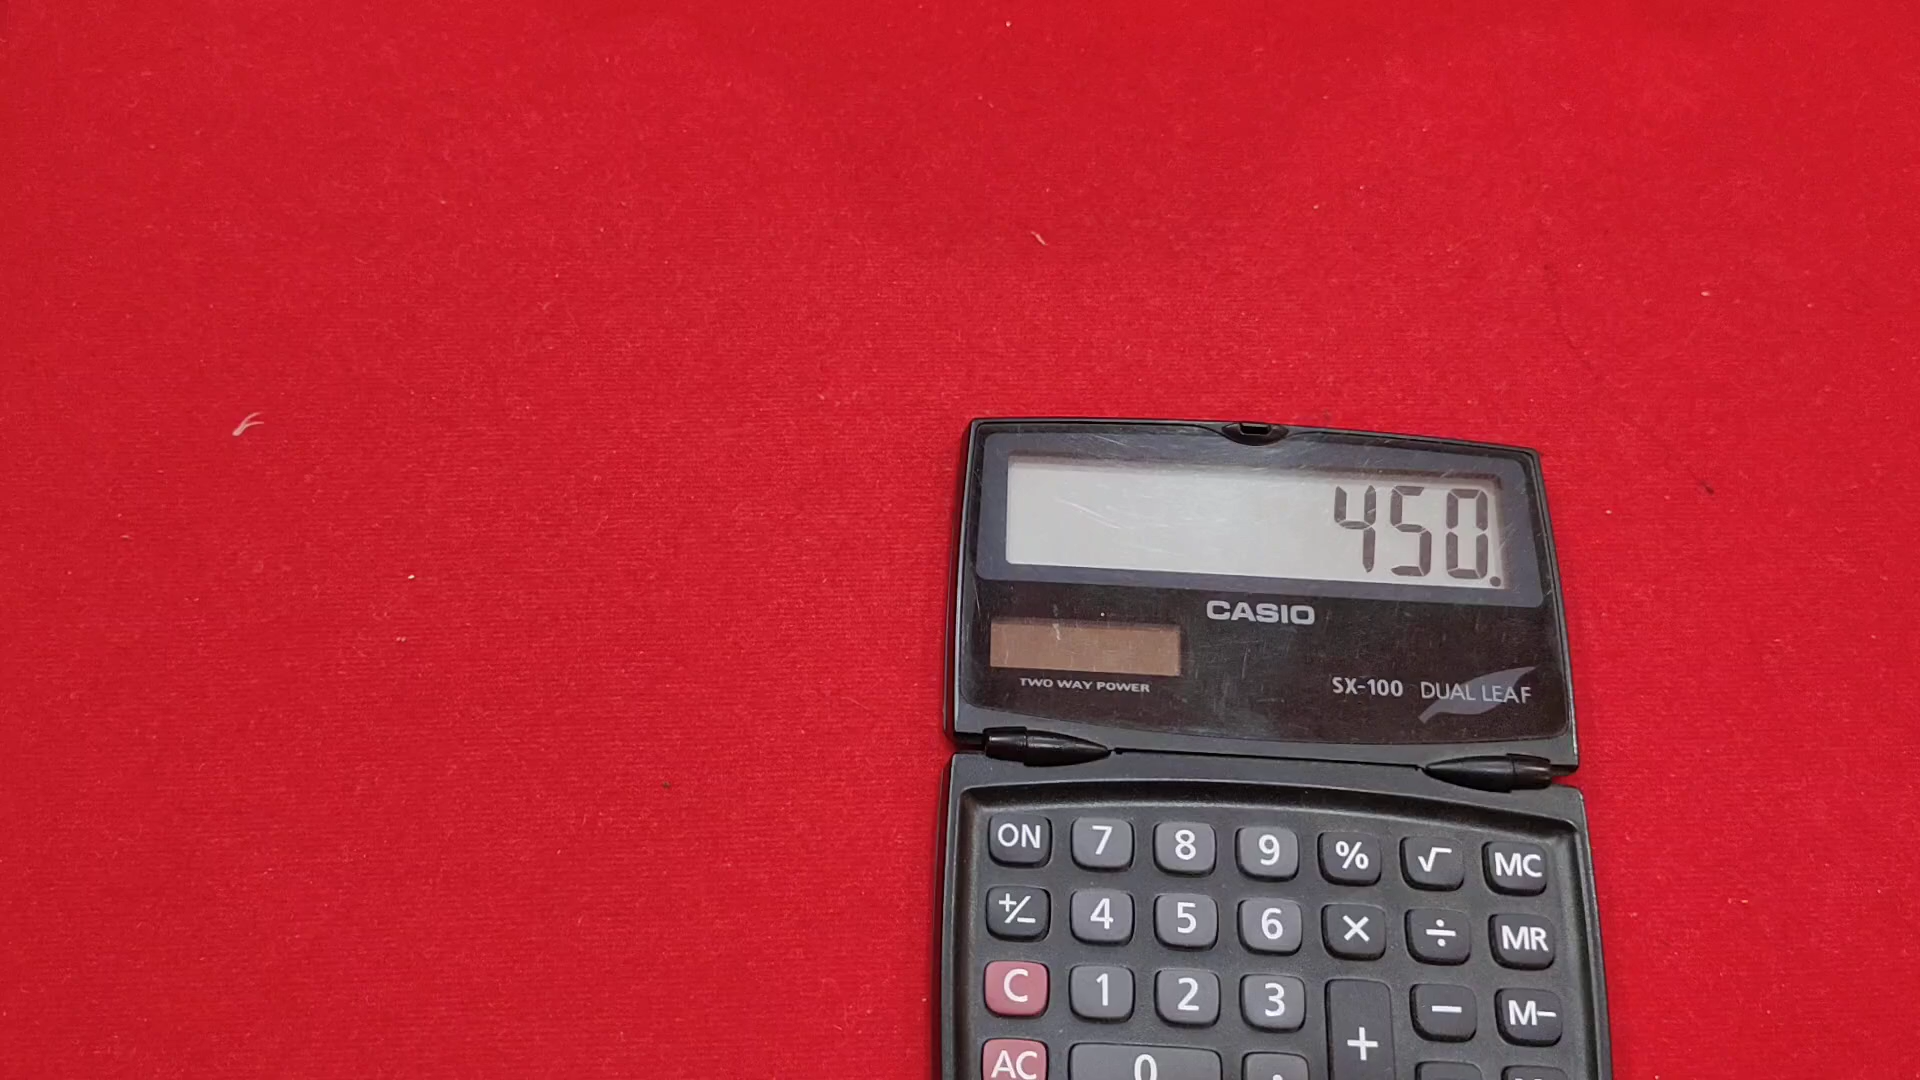 450.
CASIO
TWO WAY POWER
SX-100 DUAL LEAF
ON 7 8 9 % √ MC
+/− 4 5 6 × ÷ MR
C 1 2 3 − M−
AC 0 . +